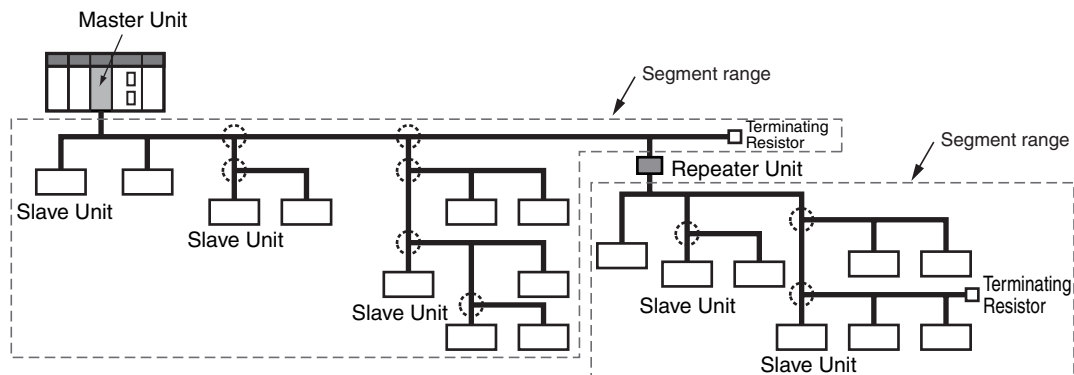 Master Unit
Segment range
Terminating
Resistor
Segment range
Repeater Unit
Slave Unit
Slave Unit
Slave Unit
Slave Unit
Terminating
Resistor
Slave Unit